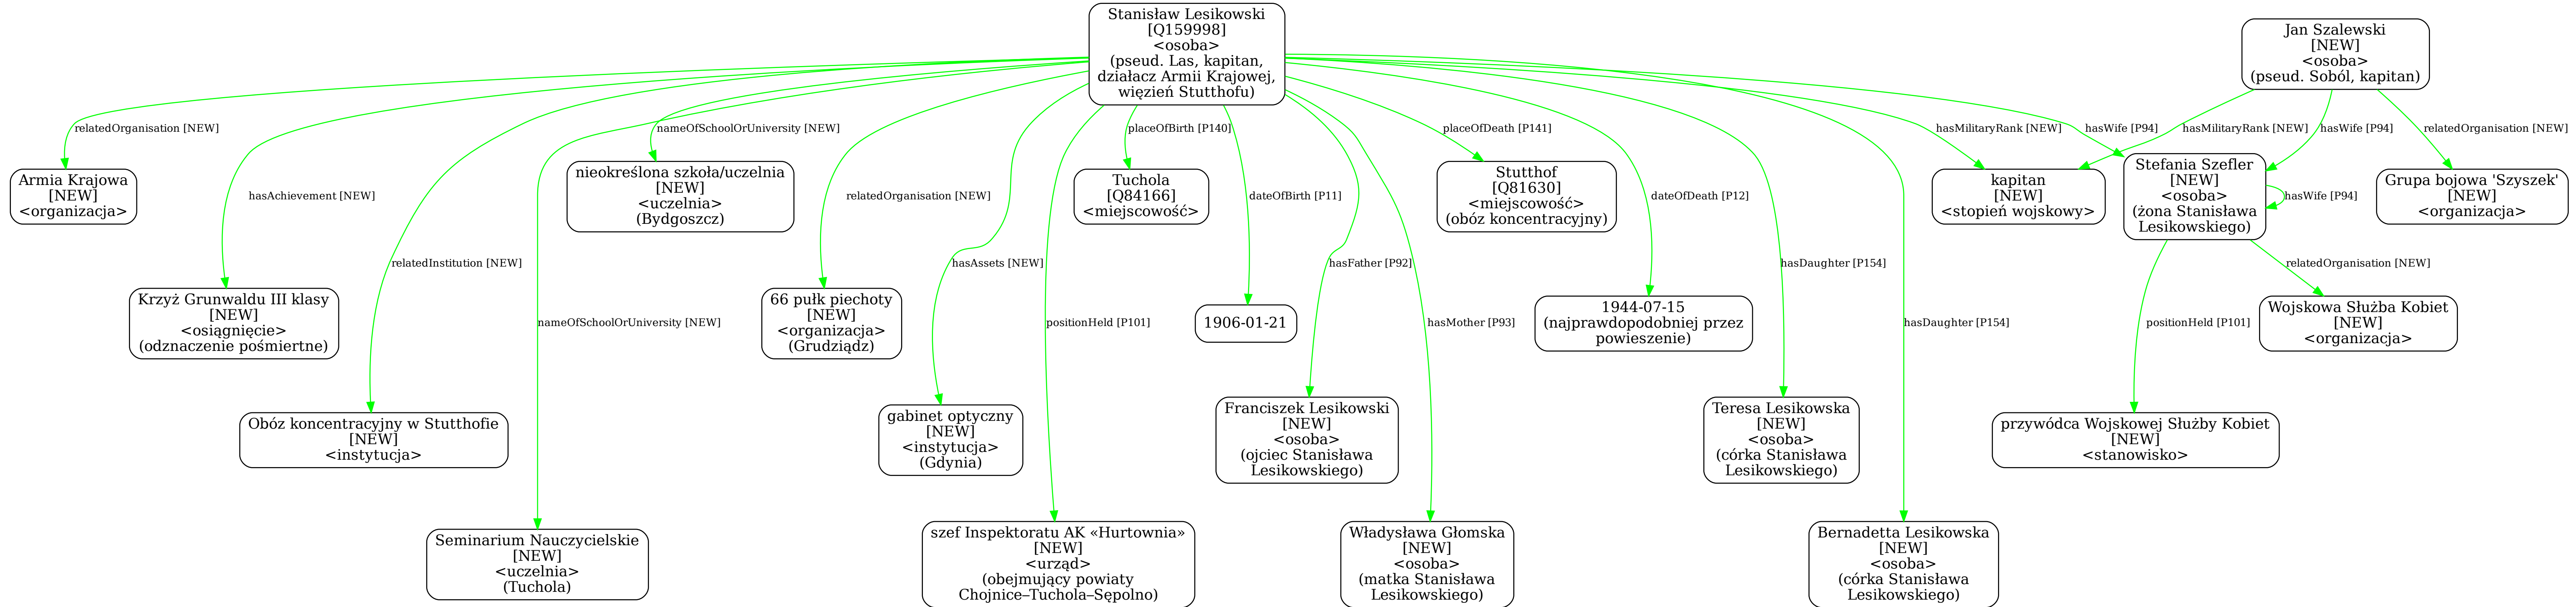 Stanisław Lesikowski
[Q159998]
<osoba>
(pseud. Las, kapitan,
działacz Armii Krajowej,
więzień Stutthofu)
Jan Szalewski
[NEW]
<osoba>
(pseud. Soból, kapitan)
relatedOrganisation [NEW]
nameOfSchoolOrUniversity [NEW]
placeOfBirth [P140]
placeOfDeath [P141]
hasMilitaryRank [NEW]
hasWife [P94]
hasMilitaryRank [NEW]
hasWife [P94]
relatedOrganisation [NEW]
Armia Krajowa
[NEW]
<organizacja>
hasAchievement [NEW]
nieokreślona szkoła/uczelnia
[NEW]
<uczelnia>
(Bydgoszcz)
relatedOrganisation [NEW]
Tuchola
[Q84166]
<miejscowość>
dateOfBirth [P11]
Stutthof
[Q81630]
<miejscowość>
(obóz koncentracyjny)
dateOfDeath [P12]
kapitan
[NEW]
<stopień wojskowy>
Stefania Szefler
[NEW]
<osoba>
(żona Stanisława
Lesikowskiego)
hasWife [P94]
Grupa bojowa 'Szyszek'
[NEW]
<organizacja>
relatedInstitution [NEW]
hasAssets [NEW]
hasFather [P92]
hasDaughter [P154]
relatedOrganisation [NEW]
Krzyż Grunwaldu III klasy
[NEW]
<osiągnięcie>
(odznaczenie pośmiertne)
nameOfSchoolOrUniversity [NEW]
66 pułk piechoty
[NEW]
<organizacja>
(Grudziądz)
positionHeld [P101]
1906-01-21
hasMother [P93]
1944-07-15
(najprawdopodobniej przez
powieszenie)
hasDaughter [P154]
positionHeld [P101]
Wojskowa Służba Kobiet
[NEW]
<organizacja>
Obóz koncentracyjny w Stutthofie
[NEW]
<instytucja>
gabinet optyczny
[NEW]
<instytucja>
(Gdynia)
Franciszek Lesikowski
[NEW]
<osoba>
(ojciec Stanisława
Lesikowskiego)
Teresa Lesikowska
[NEW]
<osoba>
(córka Stanisława
Lesikowskiego)
przywódca Wojskowej Służby Kobiet
[NEW]
<stanowisko>
Seminarium Nauczycielskie
[NEW]
<uczelnia>
(Tuchola)
szef Inspektoratu AK «Hurtownia»
[NEW]
<urząd>
(obejmujący powiaty
Chojnice–Tuchola–Sępolno)
Władysława Głomska
[NEW]
<osoba>
(matka Stanisława
Lesikowskiego)
Bernadetta Lesikowska
[NEW]
<osoba>
(córka Stanisława
Lesikowskiego)